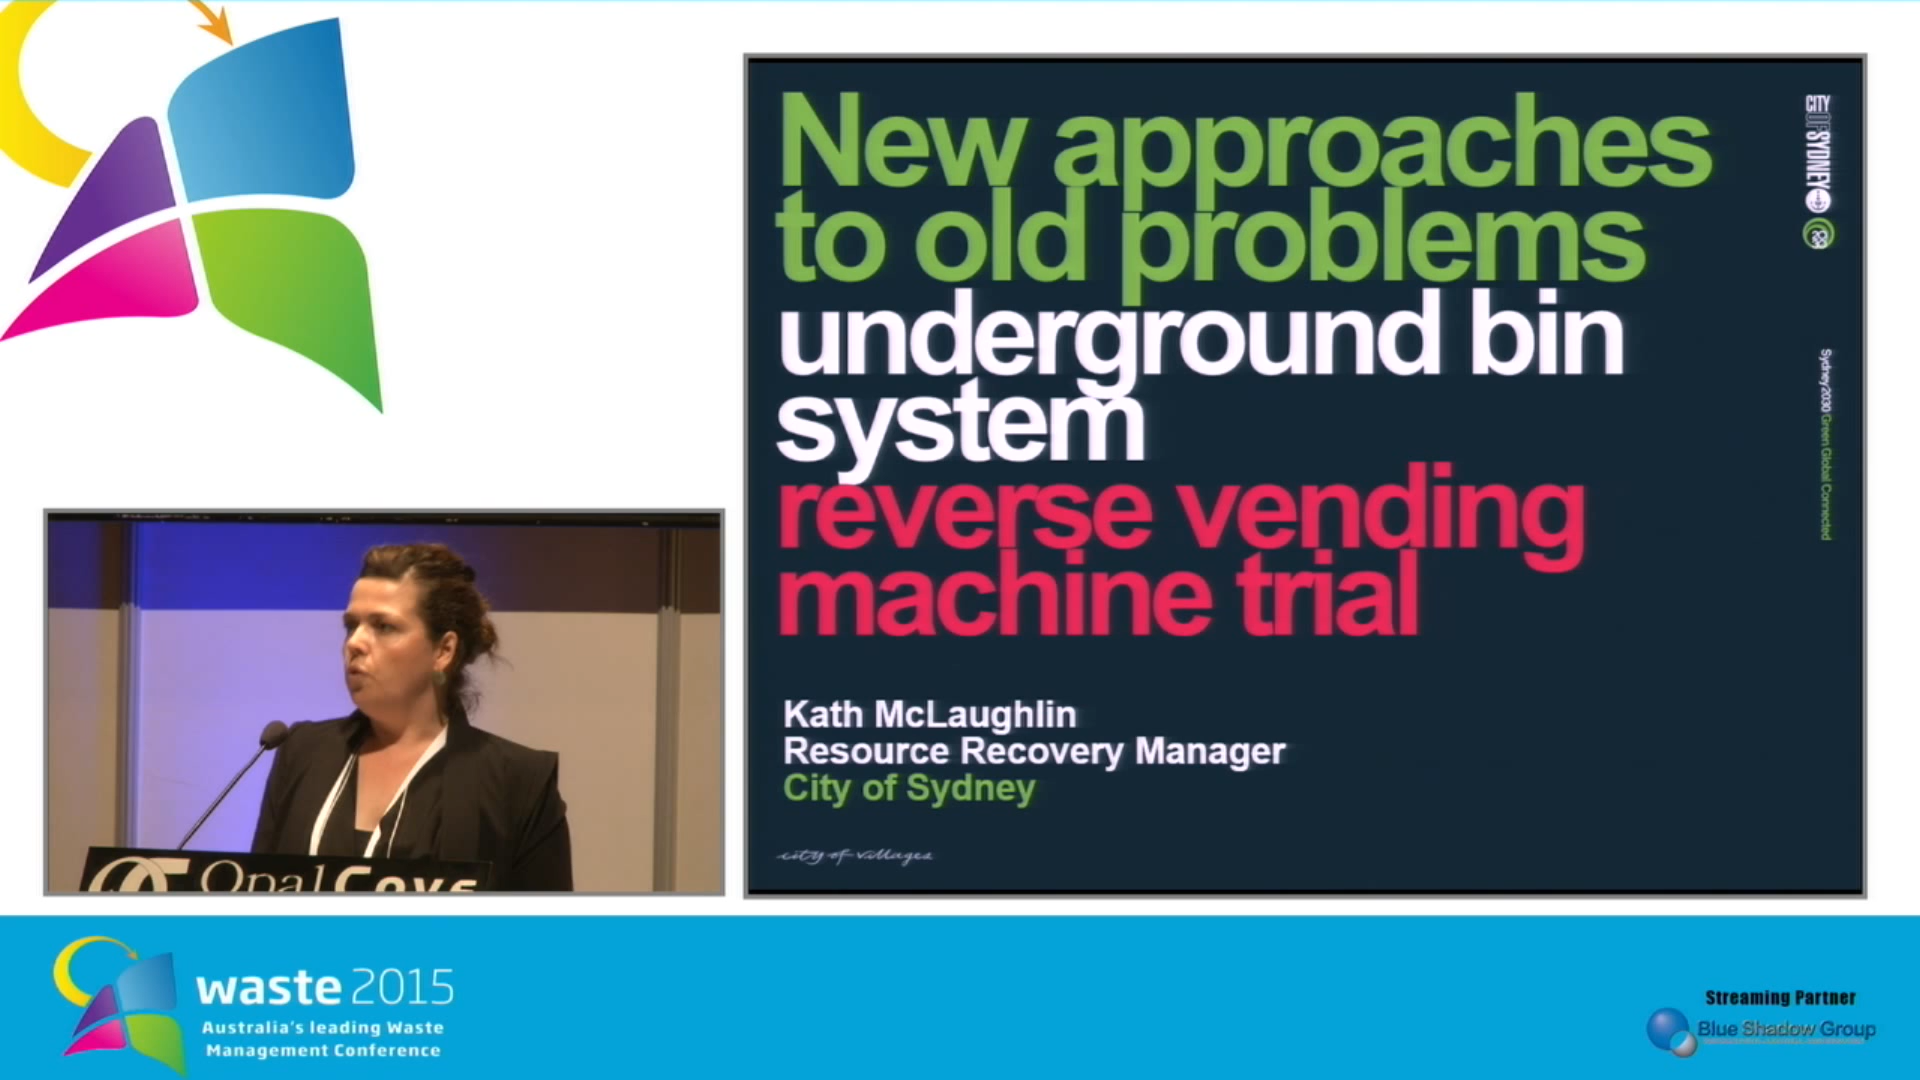 New approaches
to old problems
underground bin
system
reverse vending
machine trial
Kath McLaughlin
Resource Recovery Manager
City of Sydney
city of villages
CITY OF SYDNEY
Sydney2030 Green Global Connected
Opal Cove
waste 2015
Australia's leading Waste
Management Conference
Streaming Partner
Blue Shadow Group